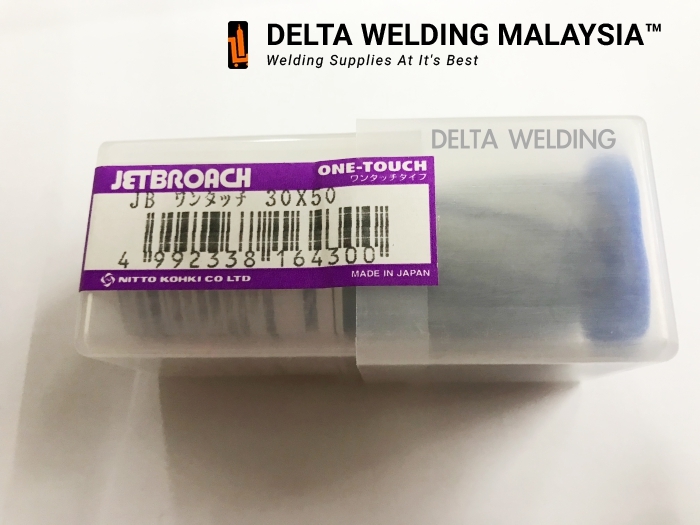 DELTA WELDING MALAYSIA™
Welding Supplies At It's Best
DELTA WELDING
JETBROACH
ONE-TOUCH
ワンタッチタイプ
JB ワンタッチ 30X50
4 992338 164300
NITTO KOHKI CO LTD
MADE IN JAPAN